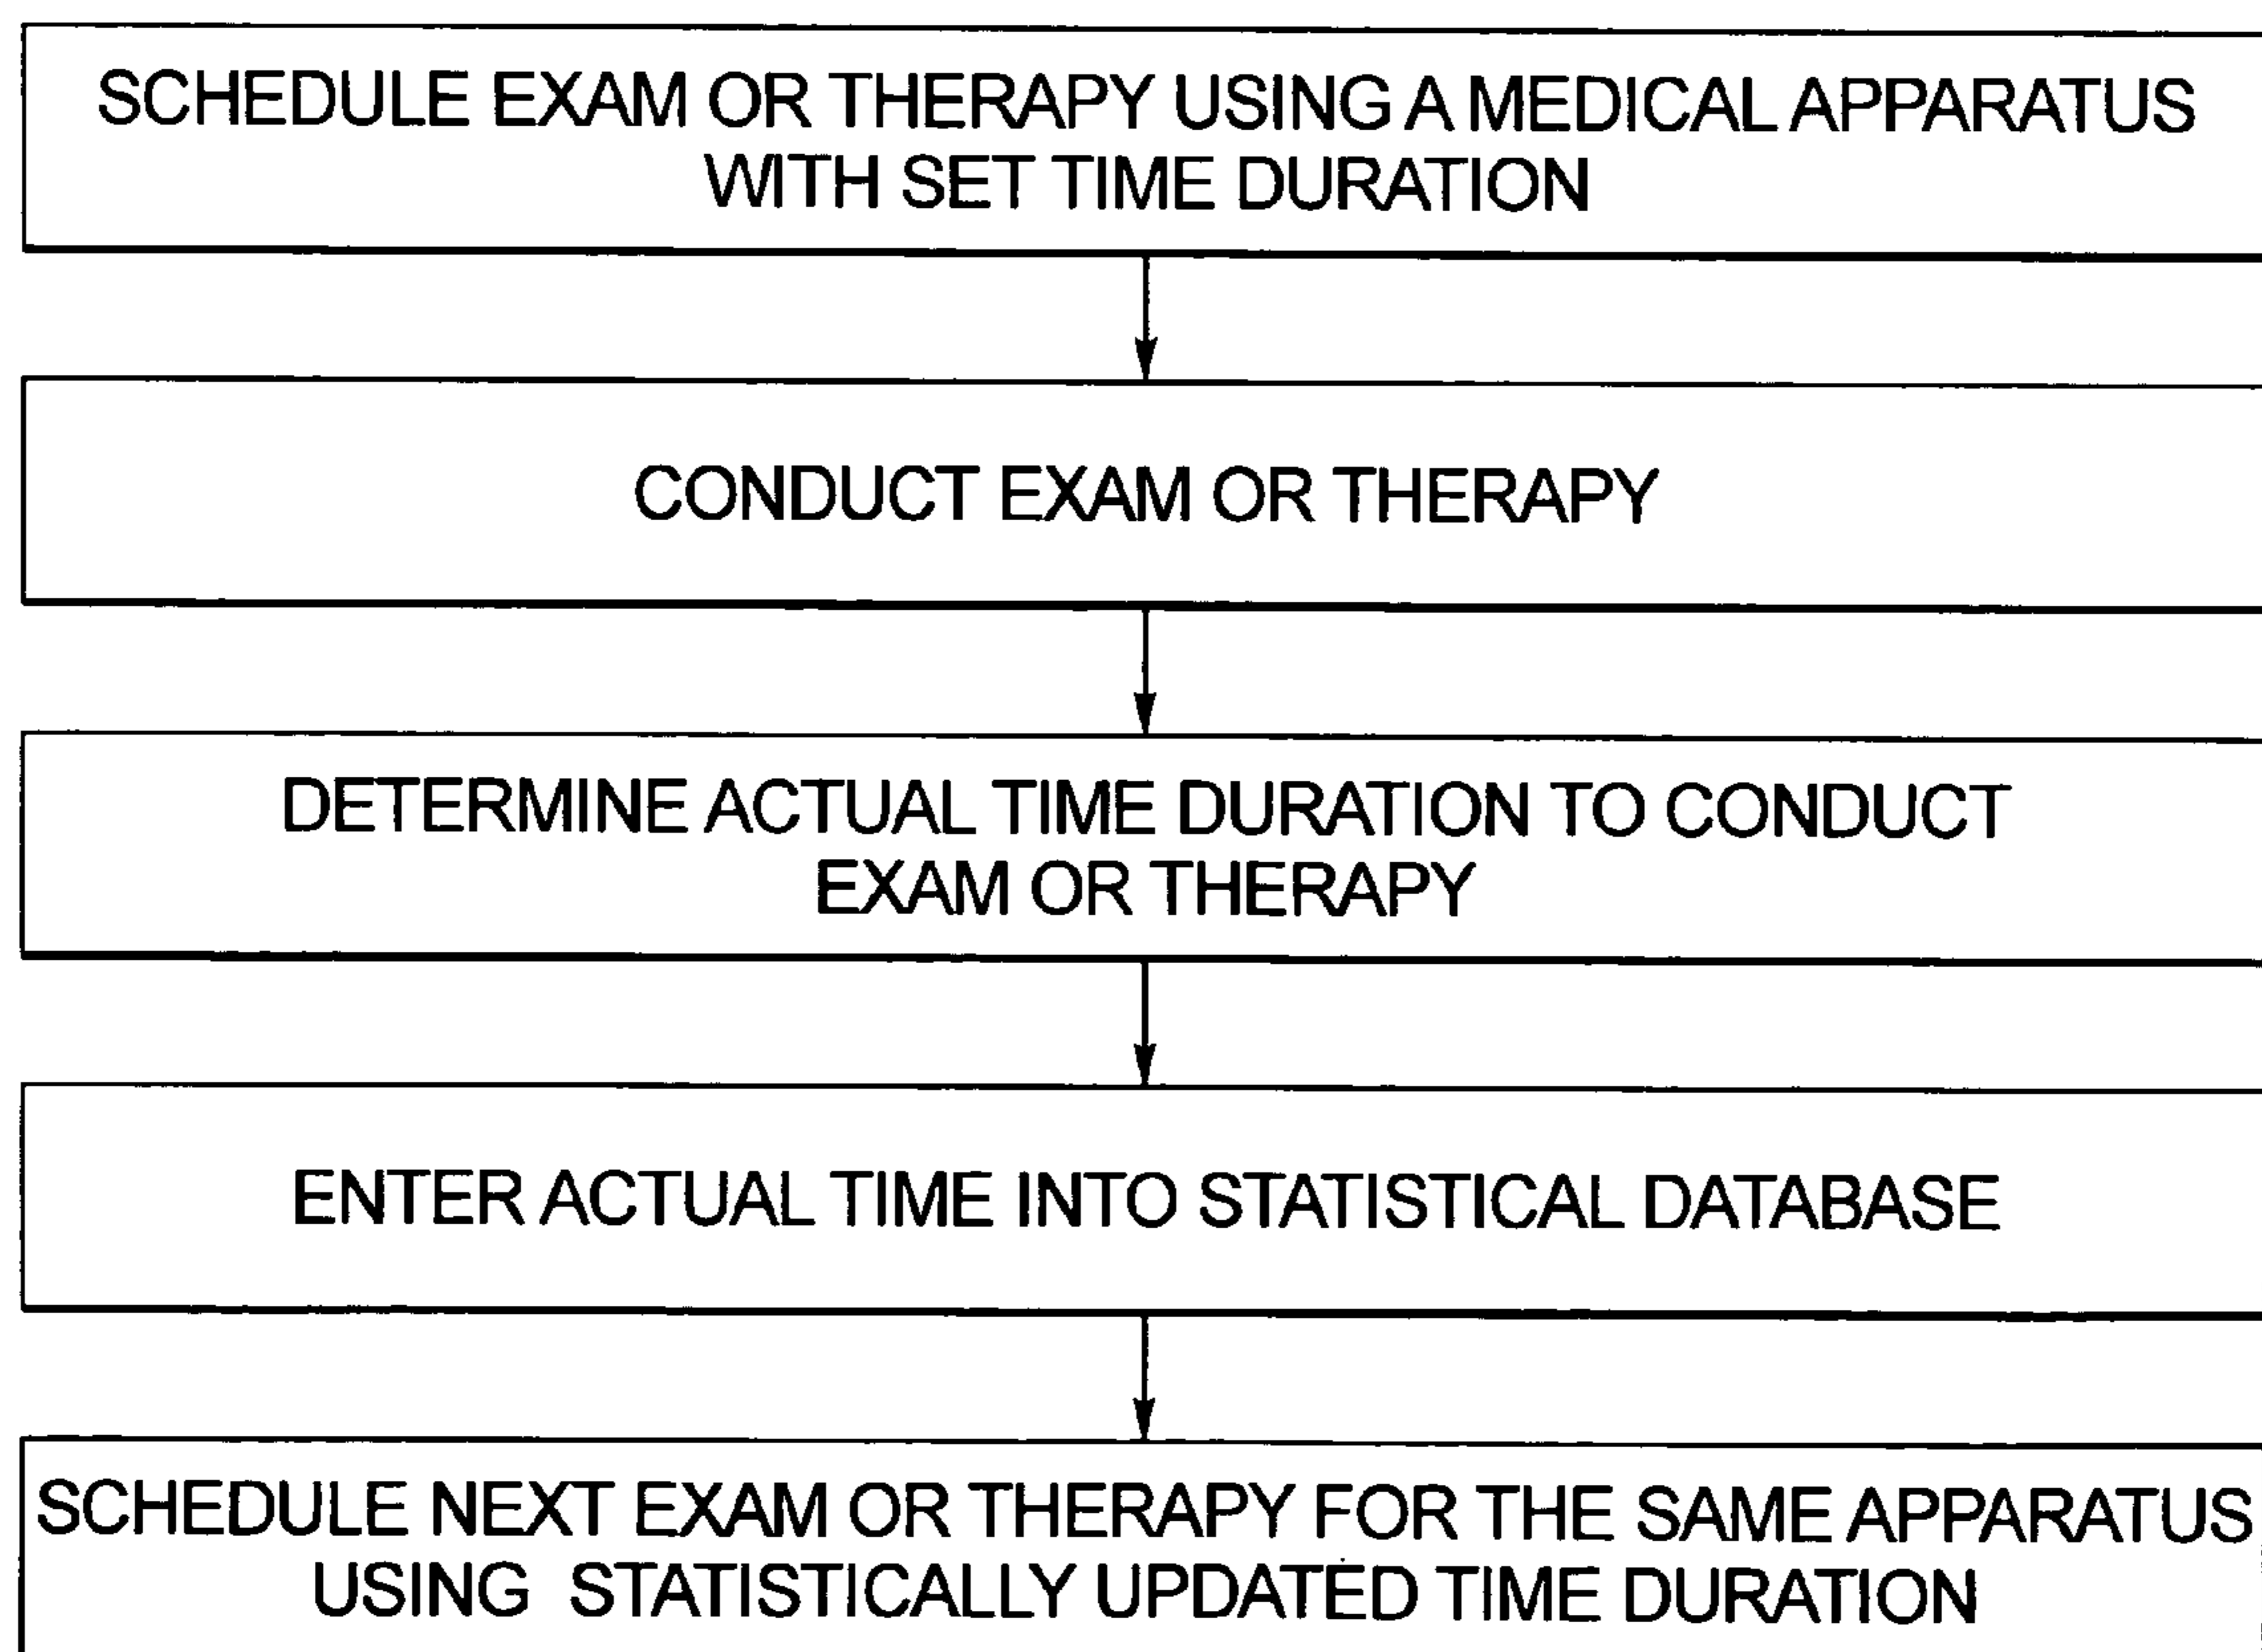 SCHEDULE EXAM OR THERAPY USING A MEDICAL APPARATUS
WITH SET TIME DURATION
CONDUCT EXAM OR THERAPY
DETERMINE ACTUAL TIME DURATION TO CONDUCT
EXAM OR THERAPY
ENTER ACTUAL TIME INTO STATISTICAL DATABASE
SCHEDULE NEXT EXAM OR THERAPY FOR THE SAME APPARATUS
USING STATISTICALLY UPDATED TIME DURATION